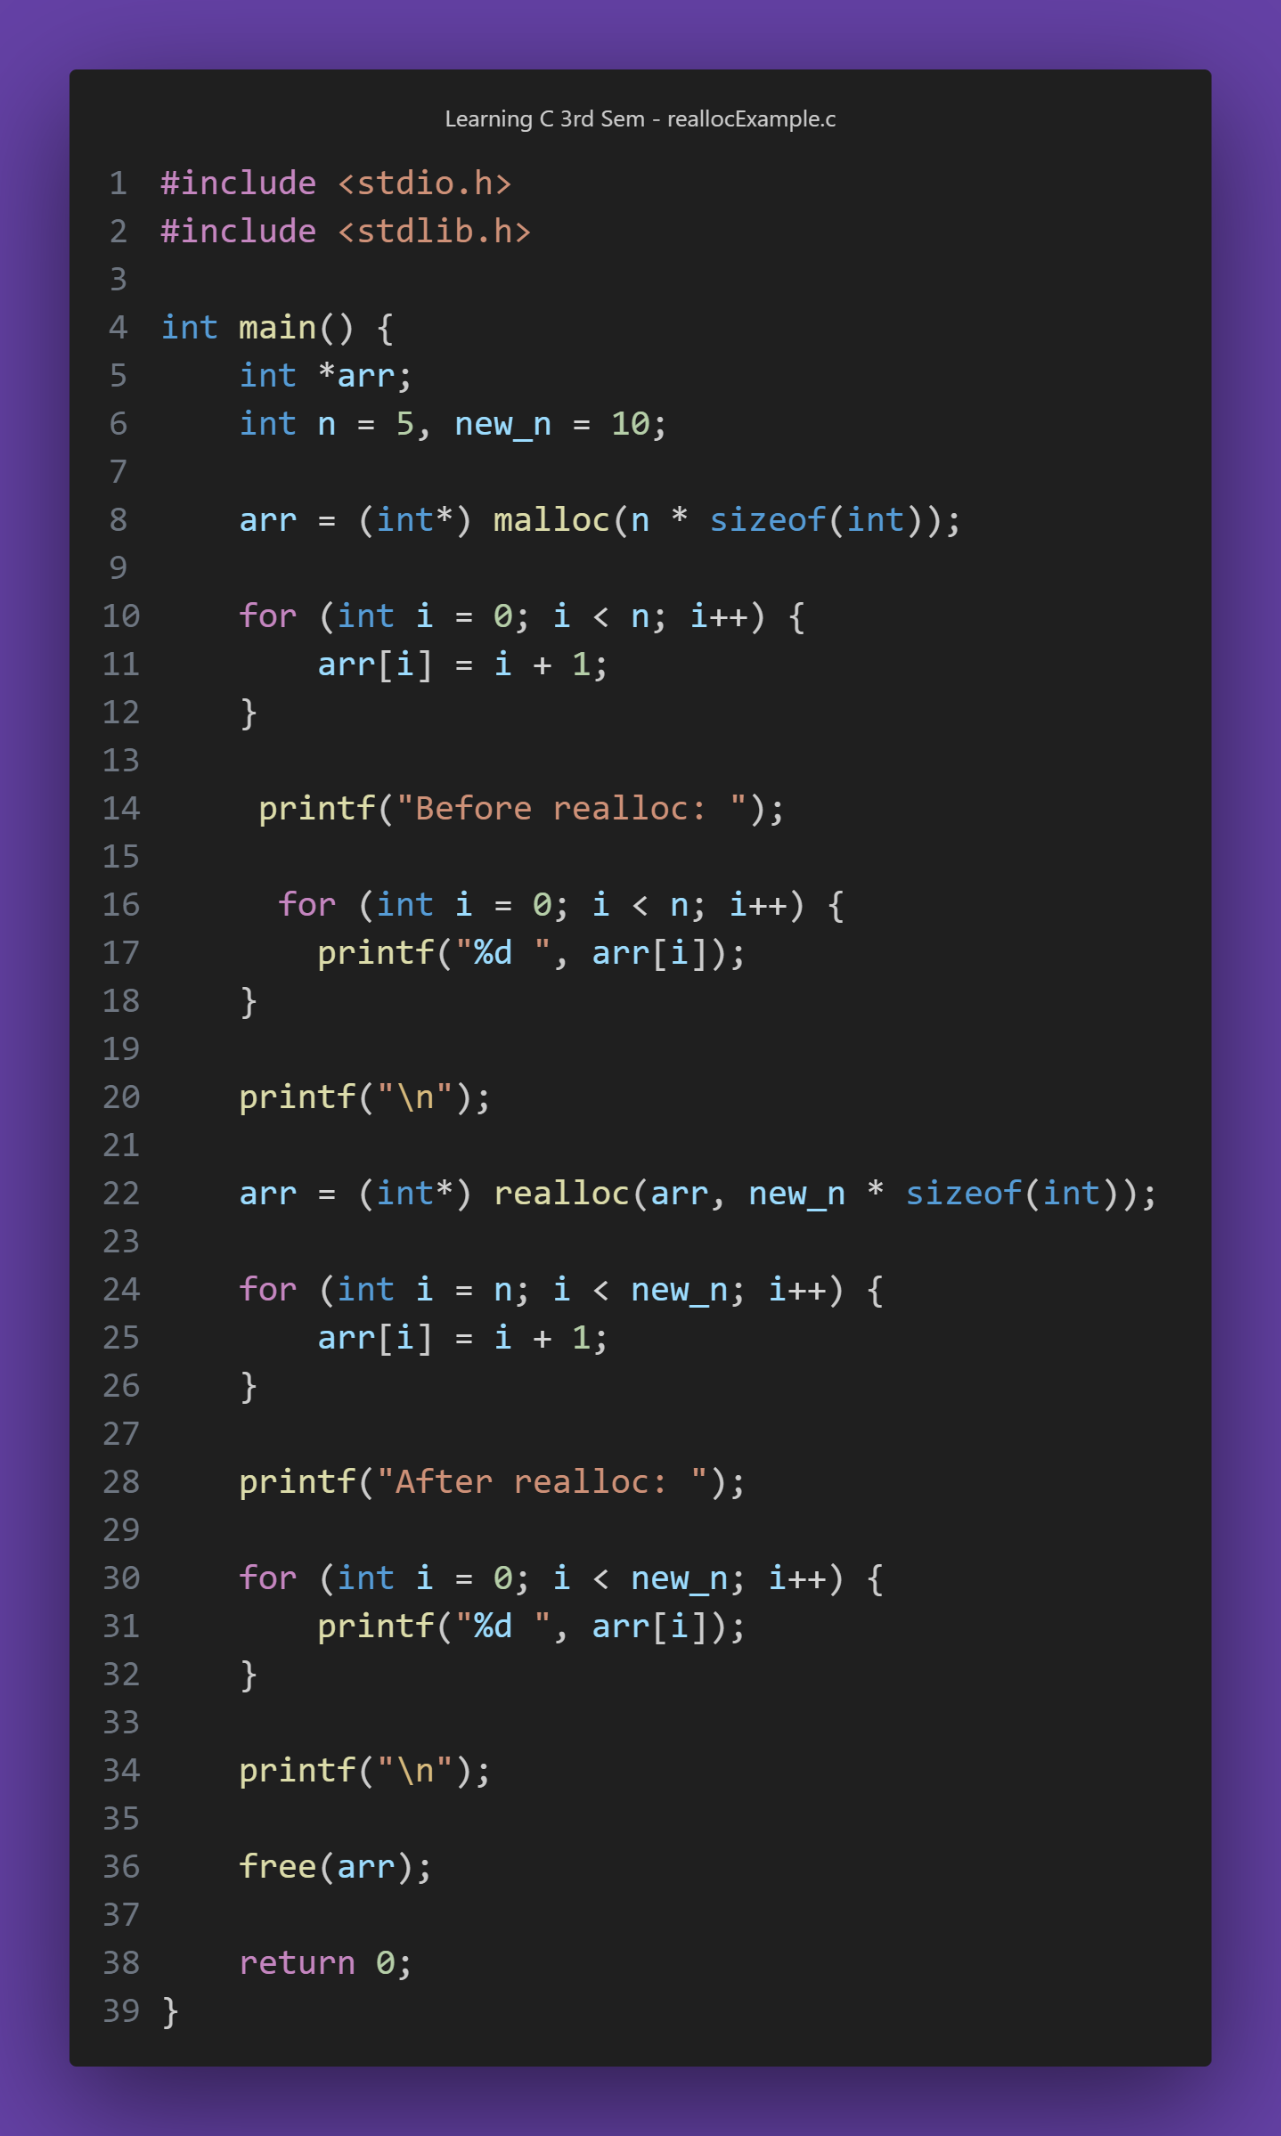 Learning C 3rd Sem - reallocExample.c
1 #include <stdio.h>
2 #include <stdlib.h>
3
4 int main() {
5     int *arr;
6     int n = 5, new_n = 10;
7
8     arr = (int*) malloc(n * sizeof(int));
9
10     for (int i = 0; i < n; i++) {
11         arr[i] = i + 1;
12     }
13
14      printf("Before realloc: ");
15
16       for (int i = 0; i < n; i++) {
17         printf("%d ", arr[i]);
18     }
19
20     printf("\n");
21
22     arr = (int*) realloc(arr, new_n * sizeof(int));
23
24     for (int i = n; i < new_n; i++) {
25         arr[i] = i + 1;
26     }
27
28     printf("After realloc: ");
29
30     for (int i = 0; i < new_n; i++) {
31         printf("%d ", arr[i]);
32     }
33
34     printf("\n");
35
36     free(arr);
37
38     return 0;
39 }